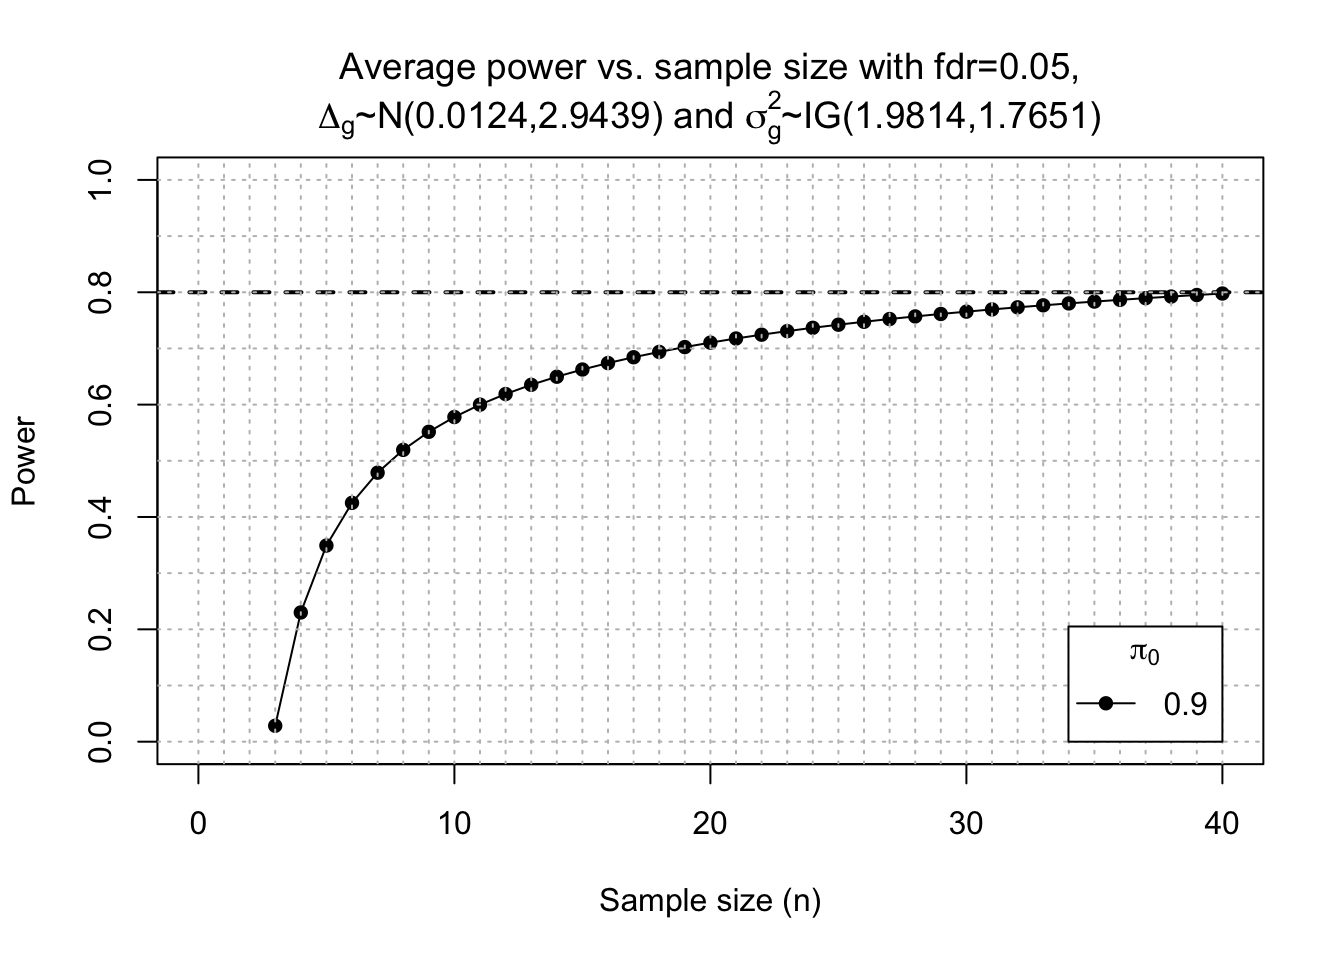 Average power vs. sample size with fdr=0.05,
Δg~N(0.0124,2.9439) and σ²g~IG(1.9814,1.7651)
Power
1.0
0.8
0.6
0.4
0.2
0.0
π₀
0.9
0 10 20 30 40
Sample size (n)